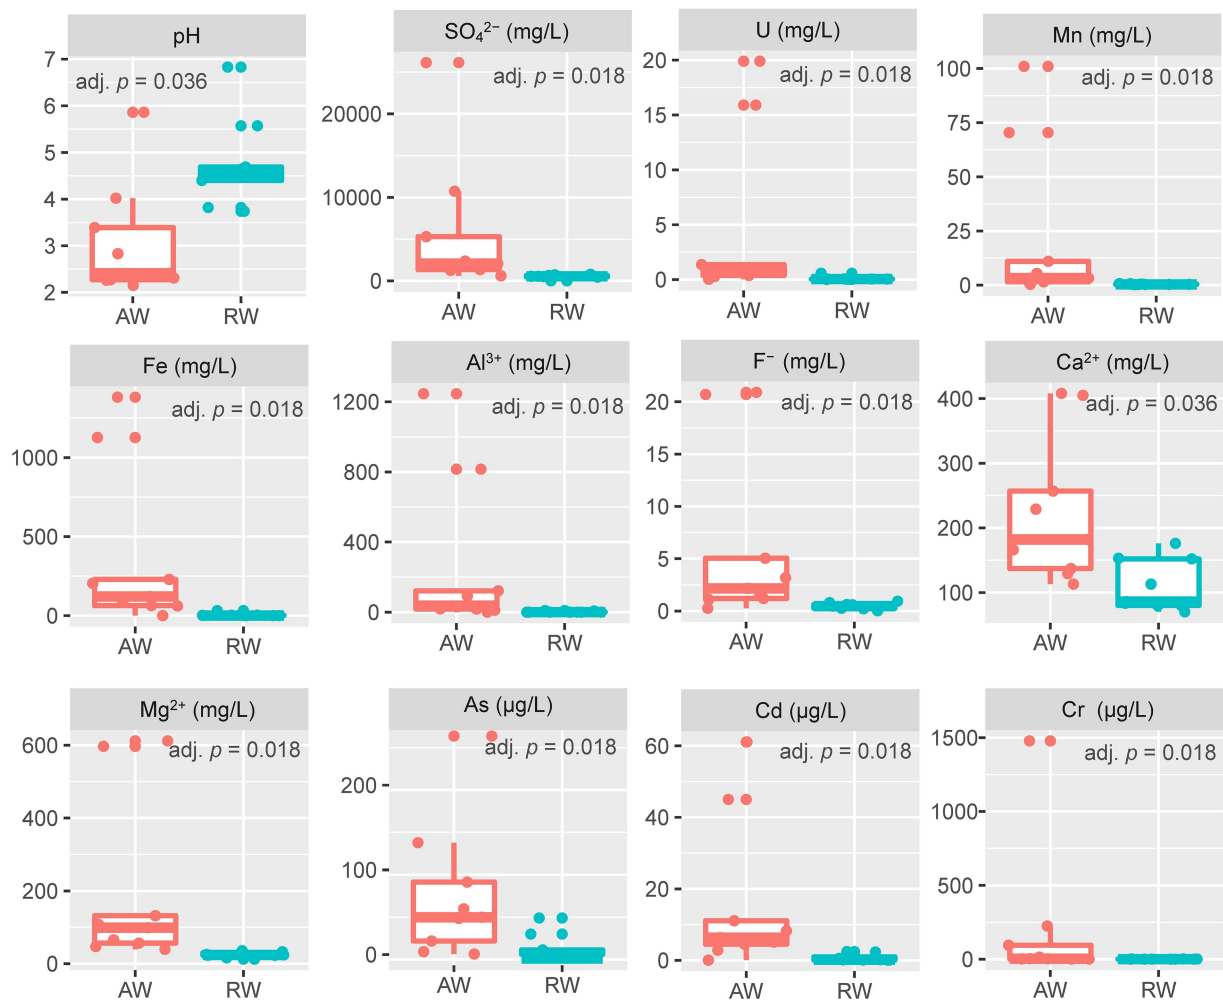 pH
7
6
5
4
3
2
adj. p = 0.036
AW RW
SO₄²⁻ (mg/L)
20000
10000
0
adj. p = 0.018
AW RW
U (mg/L)
20
15
10
5
0
adj. p = 0.018
AW RW
Mn (mg/L)
100
75
50
25
0
adj. p = 0.018
AW RW
Fe (mg/L)
1000
500
0
adj. p = 0.018
AW RW
Al³⁺ (mg/L)
1200
800
400
0
adj. p = 0.018
AW RW
F⁻ (mg/L)
20
15
10
5
0
adj. p = 0.018
AW RW
Ca²⁺ (mg/L)
400
300
200
100
adj. p = 0.036
AW RW
Mg²⁺ (mg/L)
600
400
200
0
adj. p = 0.018
AW RW
As (µg/L)
200
100
0
adj. p = 0.018
AW RW
Cd (µg/L)
60
40
20
0
adj. p = 0.018
AW RW
Cr (µg/L)
1500
1000
500
0
adj. p = 0.018
AW RW